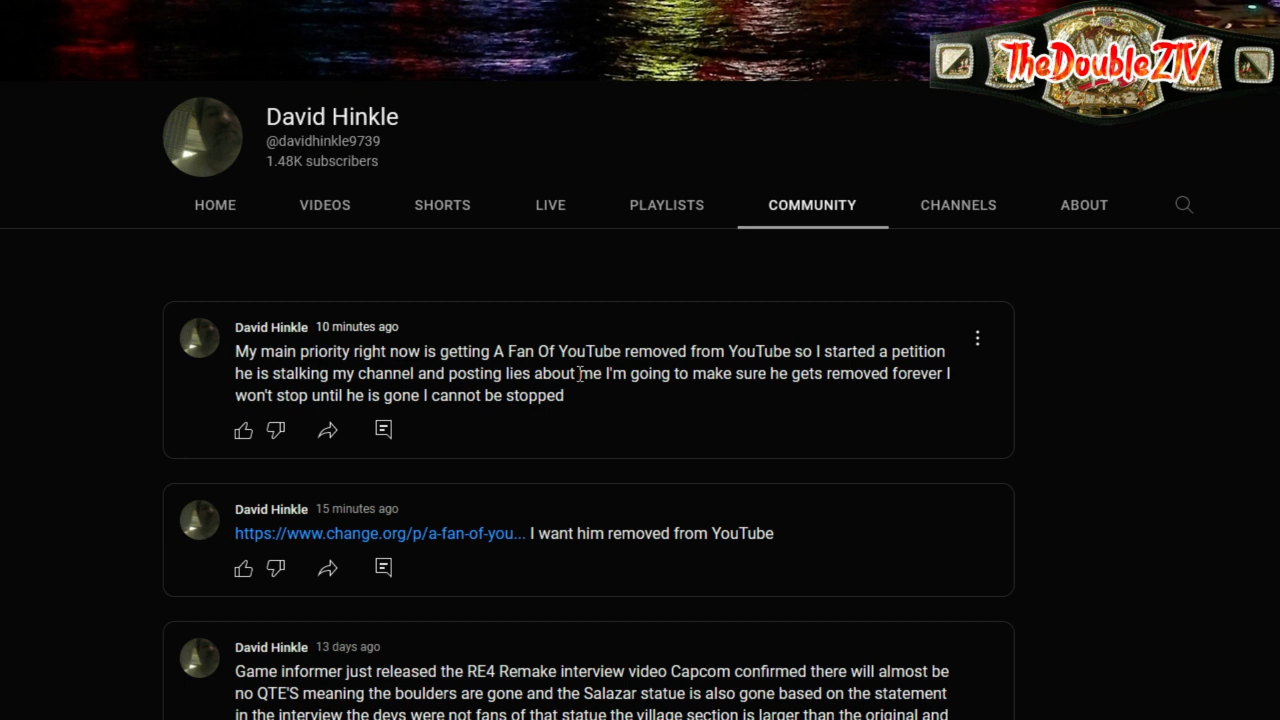 TheDoubleZTV
David Hinkle
@davidhinkle9739
1.48K subscribers
HOME VIDEOS SHORTS LIVE PLAYLISTS COMMUNITY CHANNELS ABOUT
David Hinkle 10 minutes ago
My main priority right now is getting A Fan Of YouTube removed from YouTube so I started a petition
he is stalking my channel and posting lies about me I'm going to make sure he gets removed forever I
won't stop until he is gone I cannot be stopped
David Hinkle 15 minutes ago
https://www.change.org/p/a-fan-of-you... I want him removed from YouTube
David Hinkle 13 days ago
Game informer just released the RE4 Remake interview video Capcom confirmed there will almost be
no QTE'S meaning the boulders are gone and the Salazar statue is also gone based on the statement
in the interview the devs were not fans of that statue the village section is larger than the original and